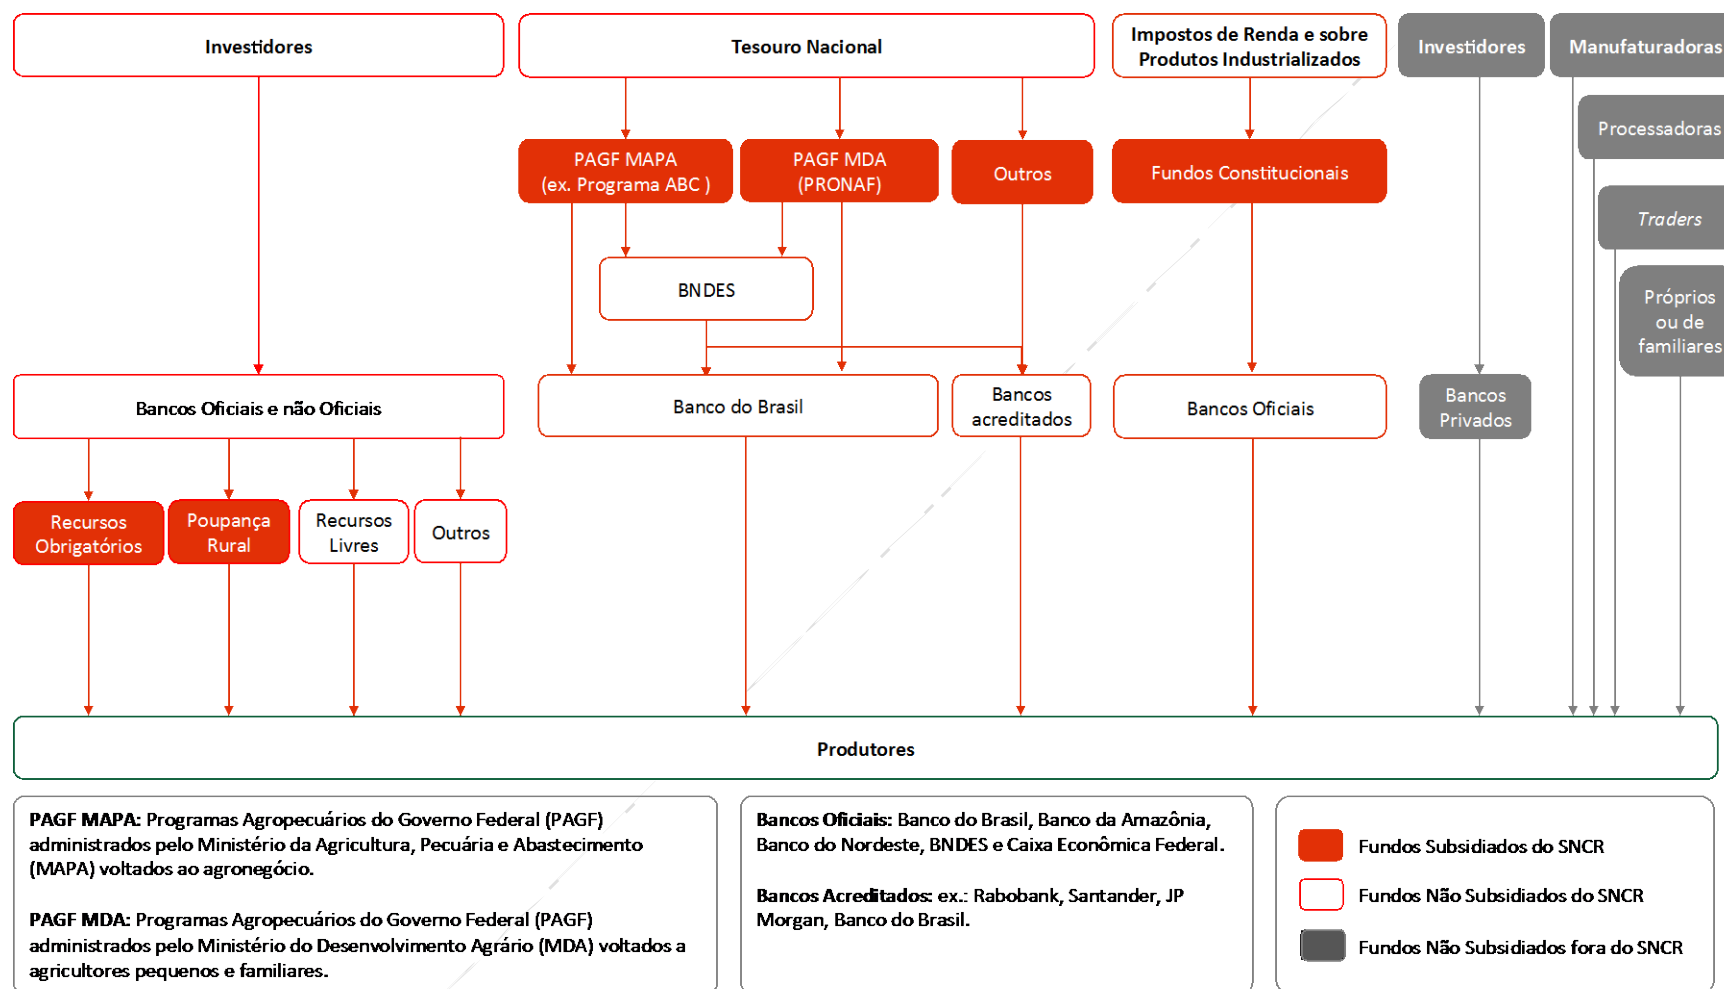 Investidores
Tesouro Nacional
Impostos de Renda e sobre
Produtos Industrializados
Investidores
Manufaturadoras
Processadoras
PAGF MAPA
(ex. Programa ABC )
PAGF MDA
(PRONAF)
Outros
Fundos Constitucionais
Traders
BNDES
Próprios
ou de
familiares
Bancos Oficiais e não Oficiais
Banco do Brasil
Bancos
acreditados
Bancos Oficiais
Bancos
Privados
Recursos
Obrigatórios
Poupança
Rural
Recursos
Livres
Outros
Produtores
PAGF MAPA: Programas Agropecuários do Governo Federal (PAGF)
administrados pelo Ministério da Agricultura, Pecuária e Abastecimento
(MAPA) voltados ao agronegócio.
PAGF MDA: Programas Agropecuários do Governo Federal (PAGF)
administrados pelo Ministério do Desenvolvimento Agrário (MDA) voltados a
agricultores pequenos e familiares.
Bancos Oficiais: Banco do Brasil, Banco da Amazônia,
Banco do Nordeste, BNDES e Caixa Econômica Federal.
Bancos Acreditados: ex.: Rabobank, Santander, JP
Morgan, Banco do Brasil.
Fundos Subsidiados do SNCR
Fundos Não Subsidiados do SNCR
Fundos Não Subsidiados fora do SNCR